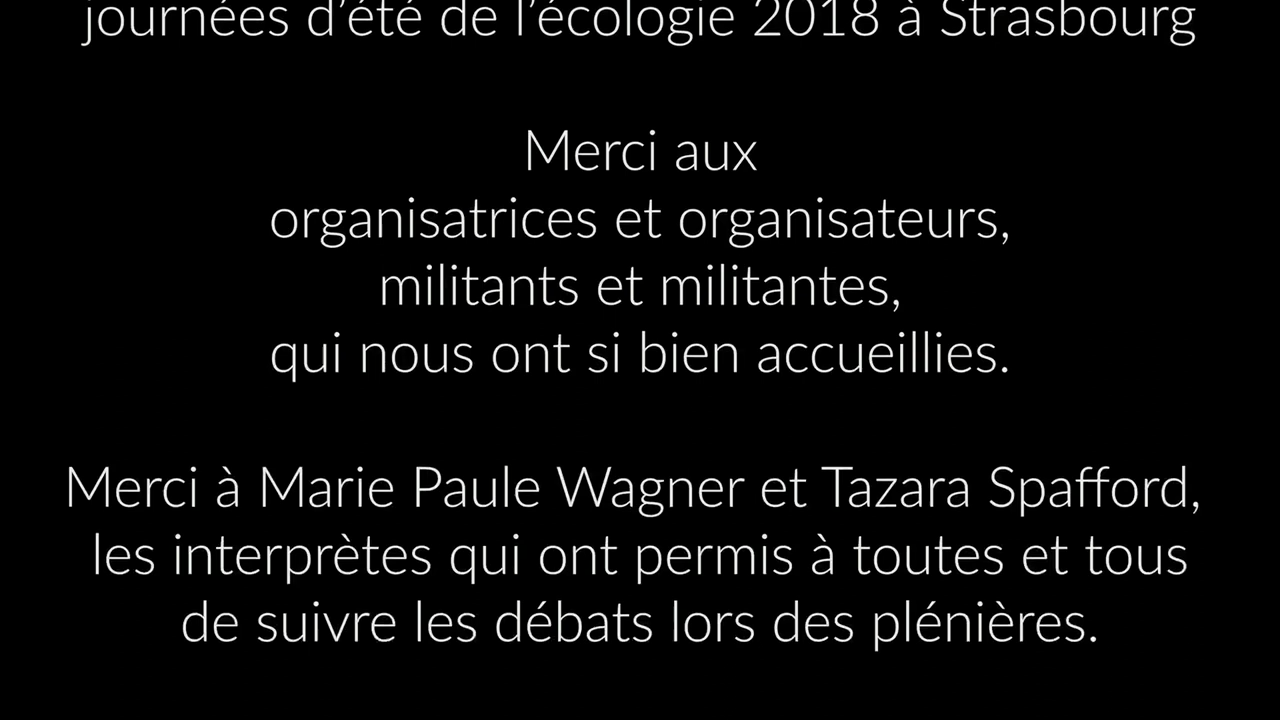 journées d’été de l’écologie 2018 à Strasbourg
Merci aux
organisatrices et organisateurs,
militants et militantes,
qui nous ont si bien accueillies.
Merci à Marie Paule Wagner et Tazara Spafford,
les interprètes qui ont permis à toutes et tous
de suivre les débats lors des plénières.